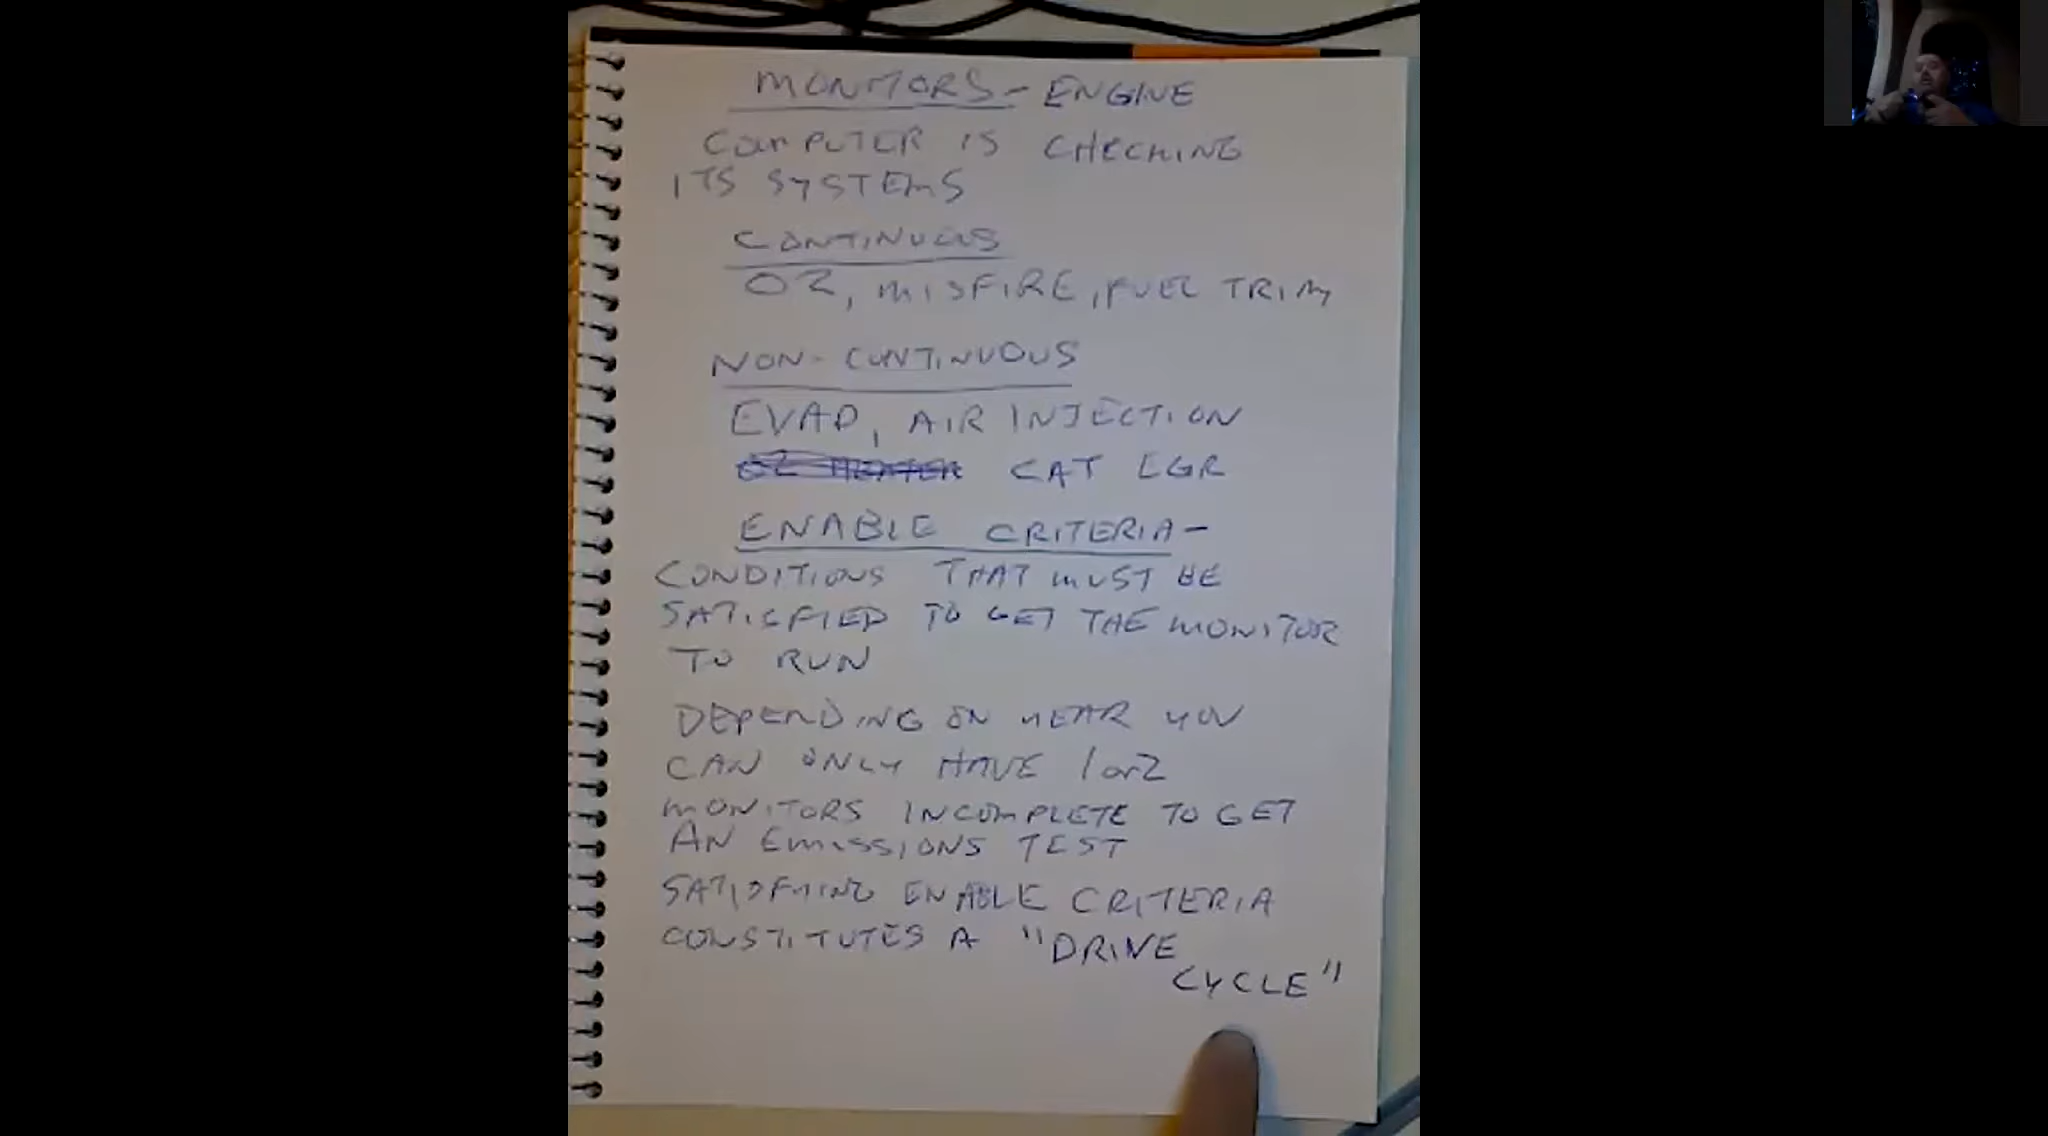 MONITORS - ENGINE
COMPUTER IS CHECKING
ITS SYSTEMS
CONTINUOUS
O2, MISFIRE, FUEL TRIM
NON-CONTINUOUS
EVAP, AIR INJECTION
CAT EGR
ENABLE CRITERIA -
CONDITIONS THAT MUST BE
SATISFIED TO GET THE MONITOR
TO RUN
DEPENDING ON YEAR YOU
CAN ONLY HAVE 1 or 2
MONITORS INCOMPLETE TO GET
AN EMISSIONS TEST
SATISFYING ENABLE CRITERIA
CONSTITUTES A "DRIVE
CYCLE"